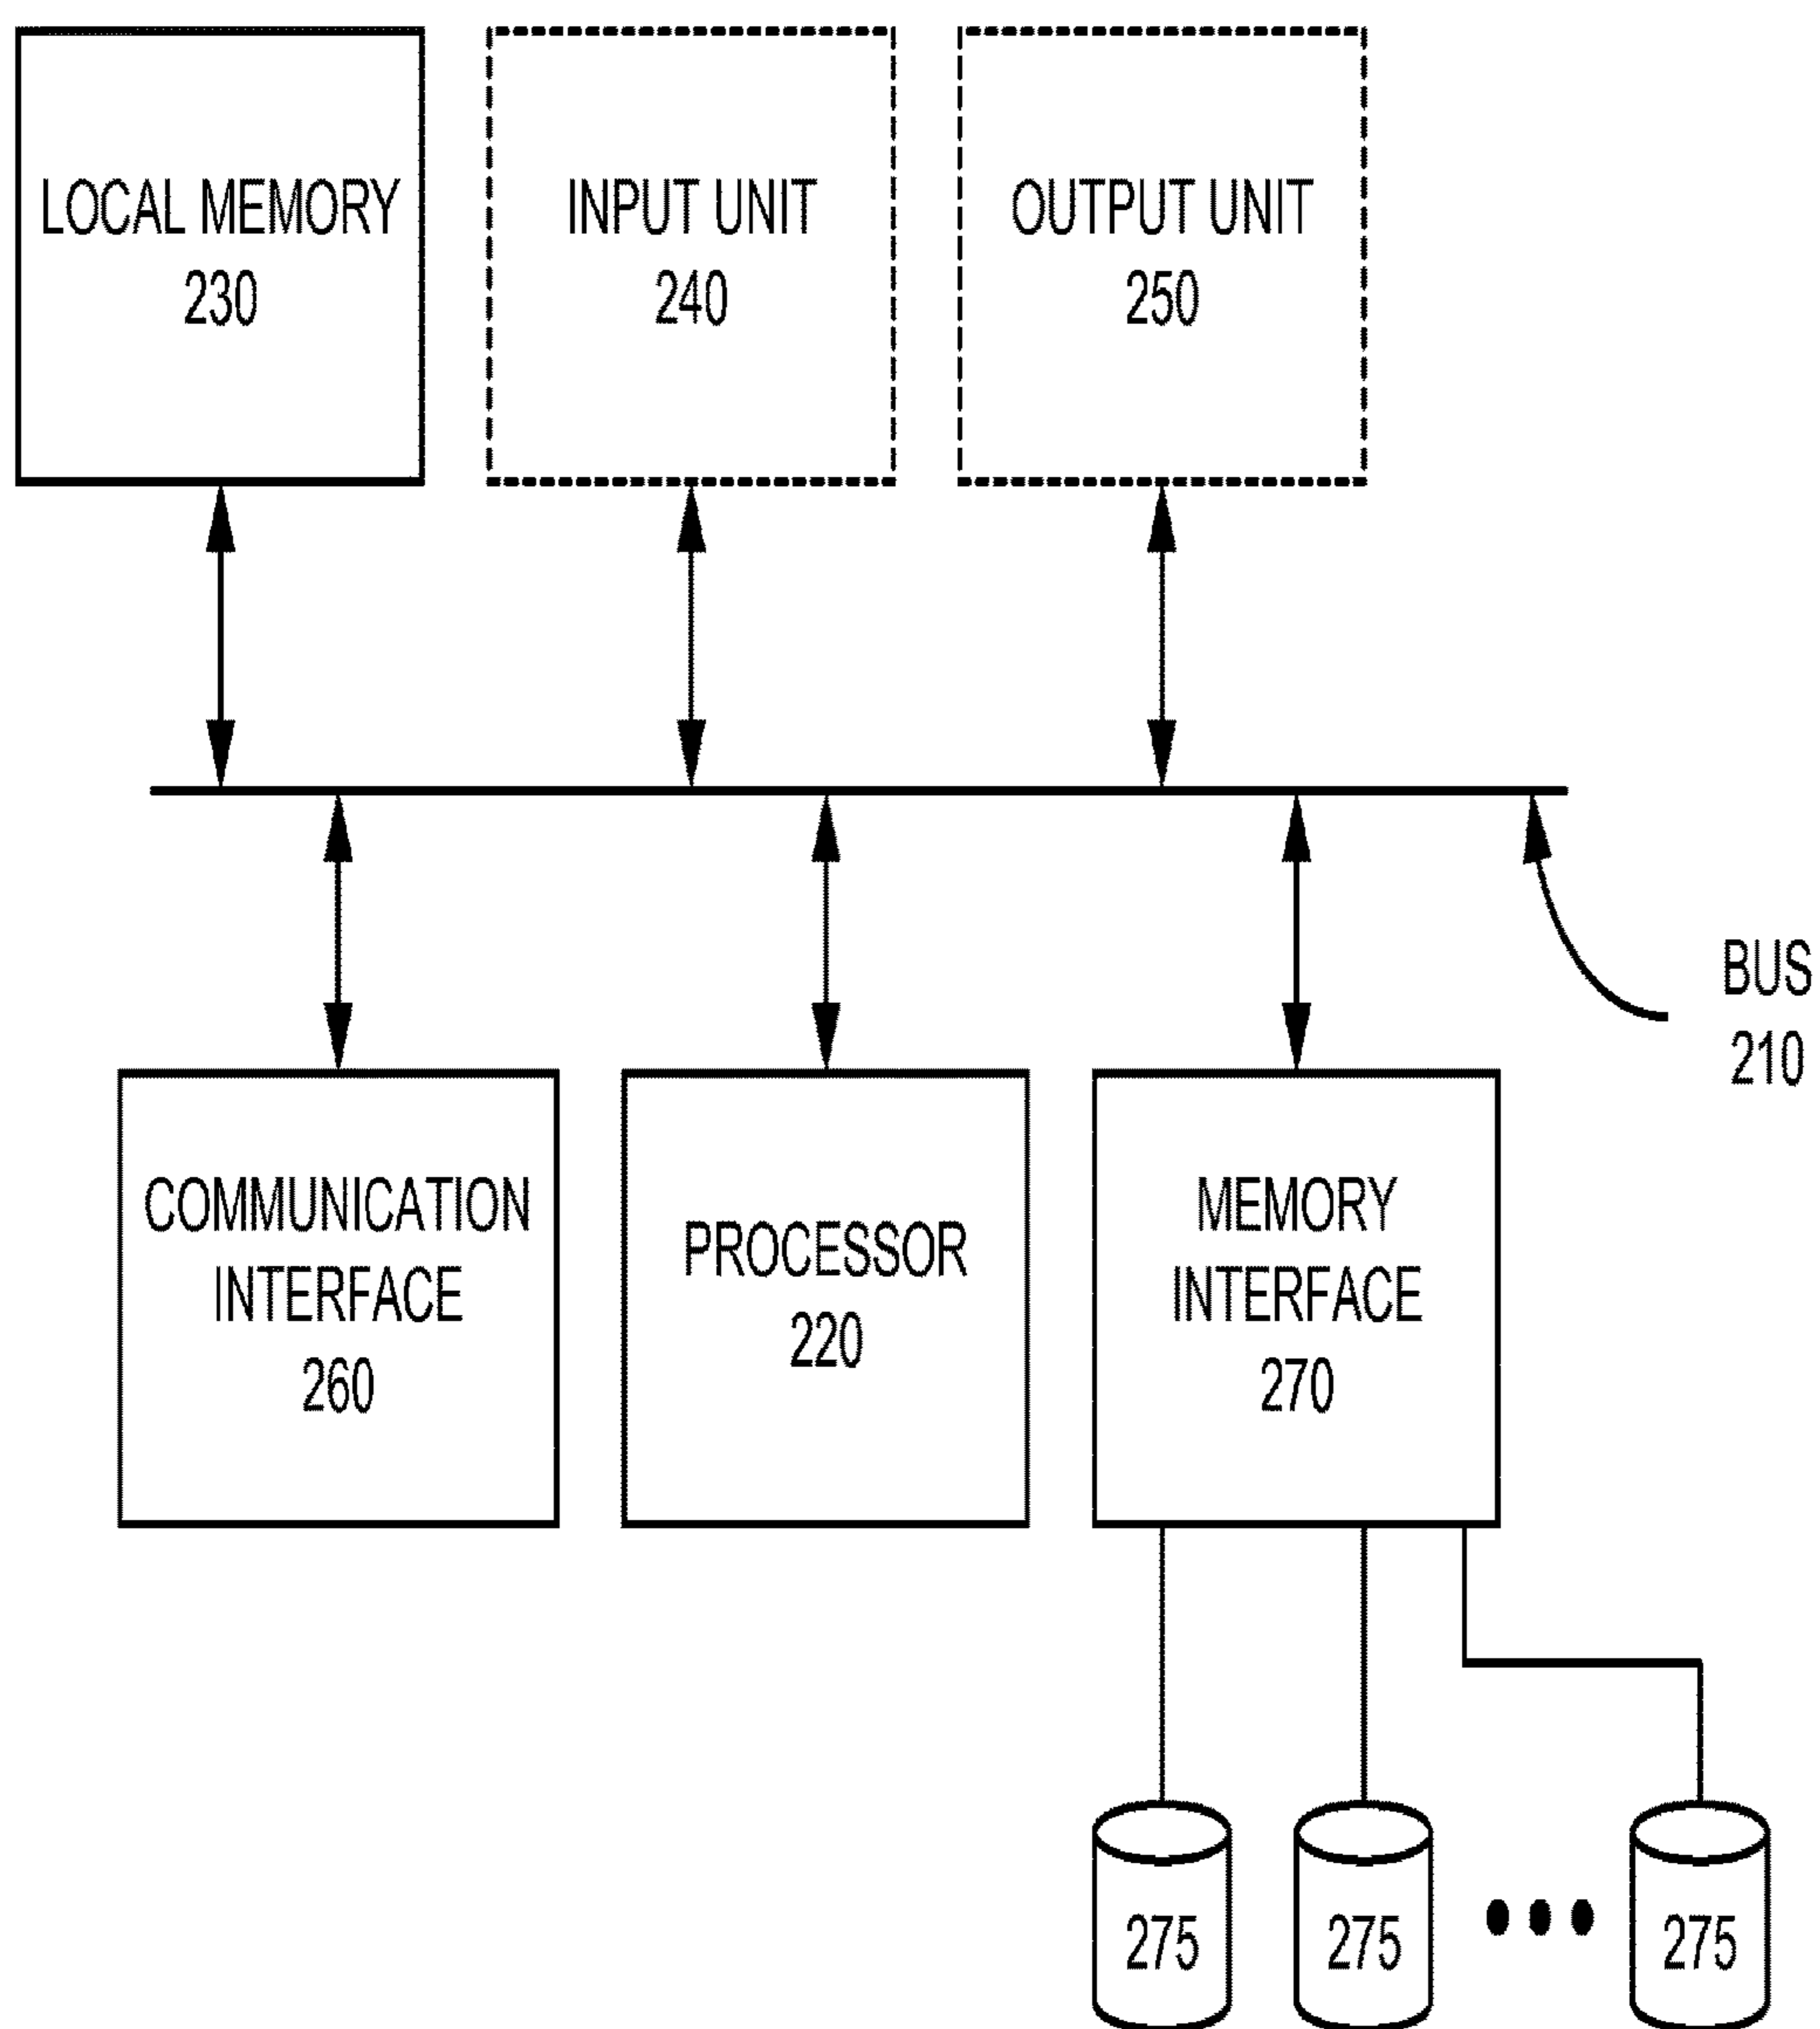 LOCAL MEMORY
230
INPUT UNIT
240
OUTPUT UNIT
250
BUS
210
COMMUNICATION
INTERFACE
260
PROCESSOR
220
MEMORY
INTERFACE
270
275
275
275